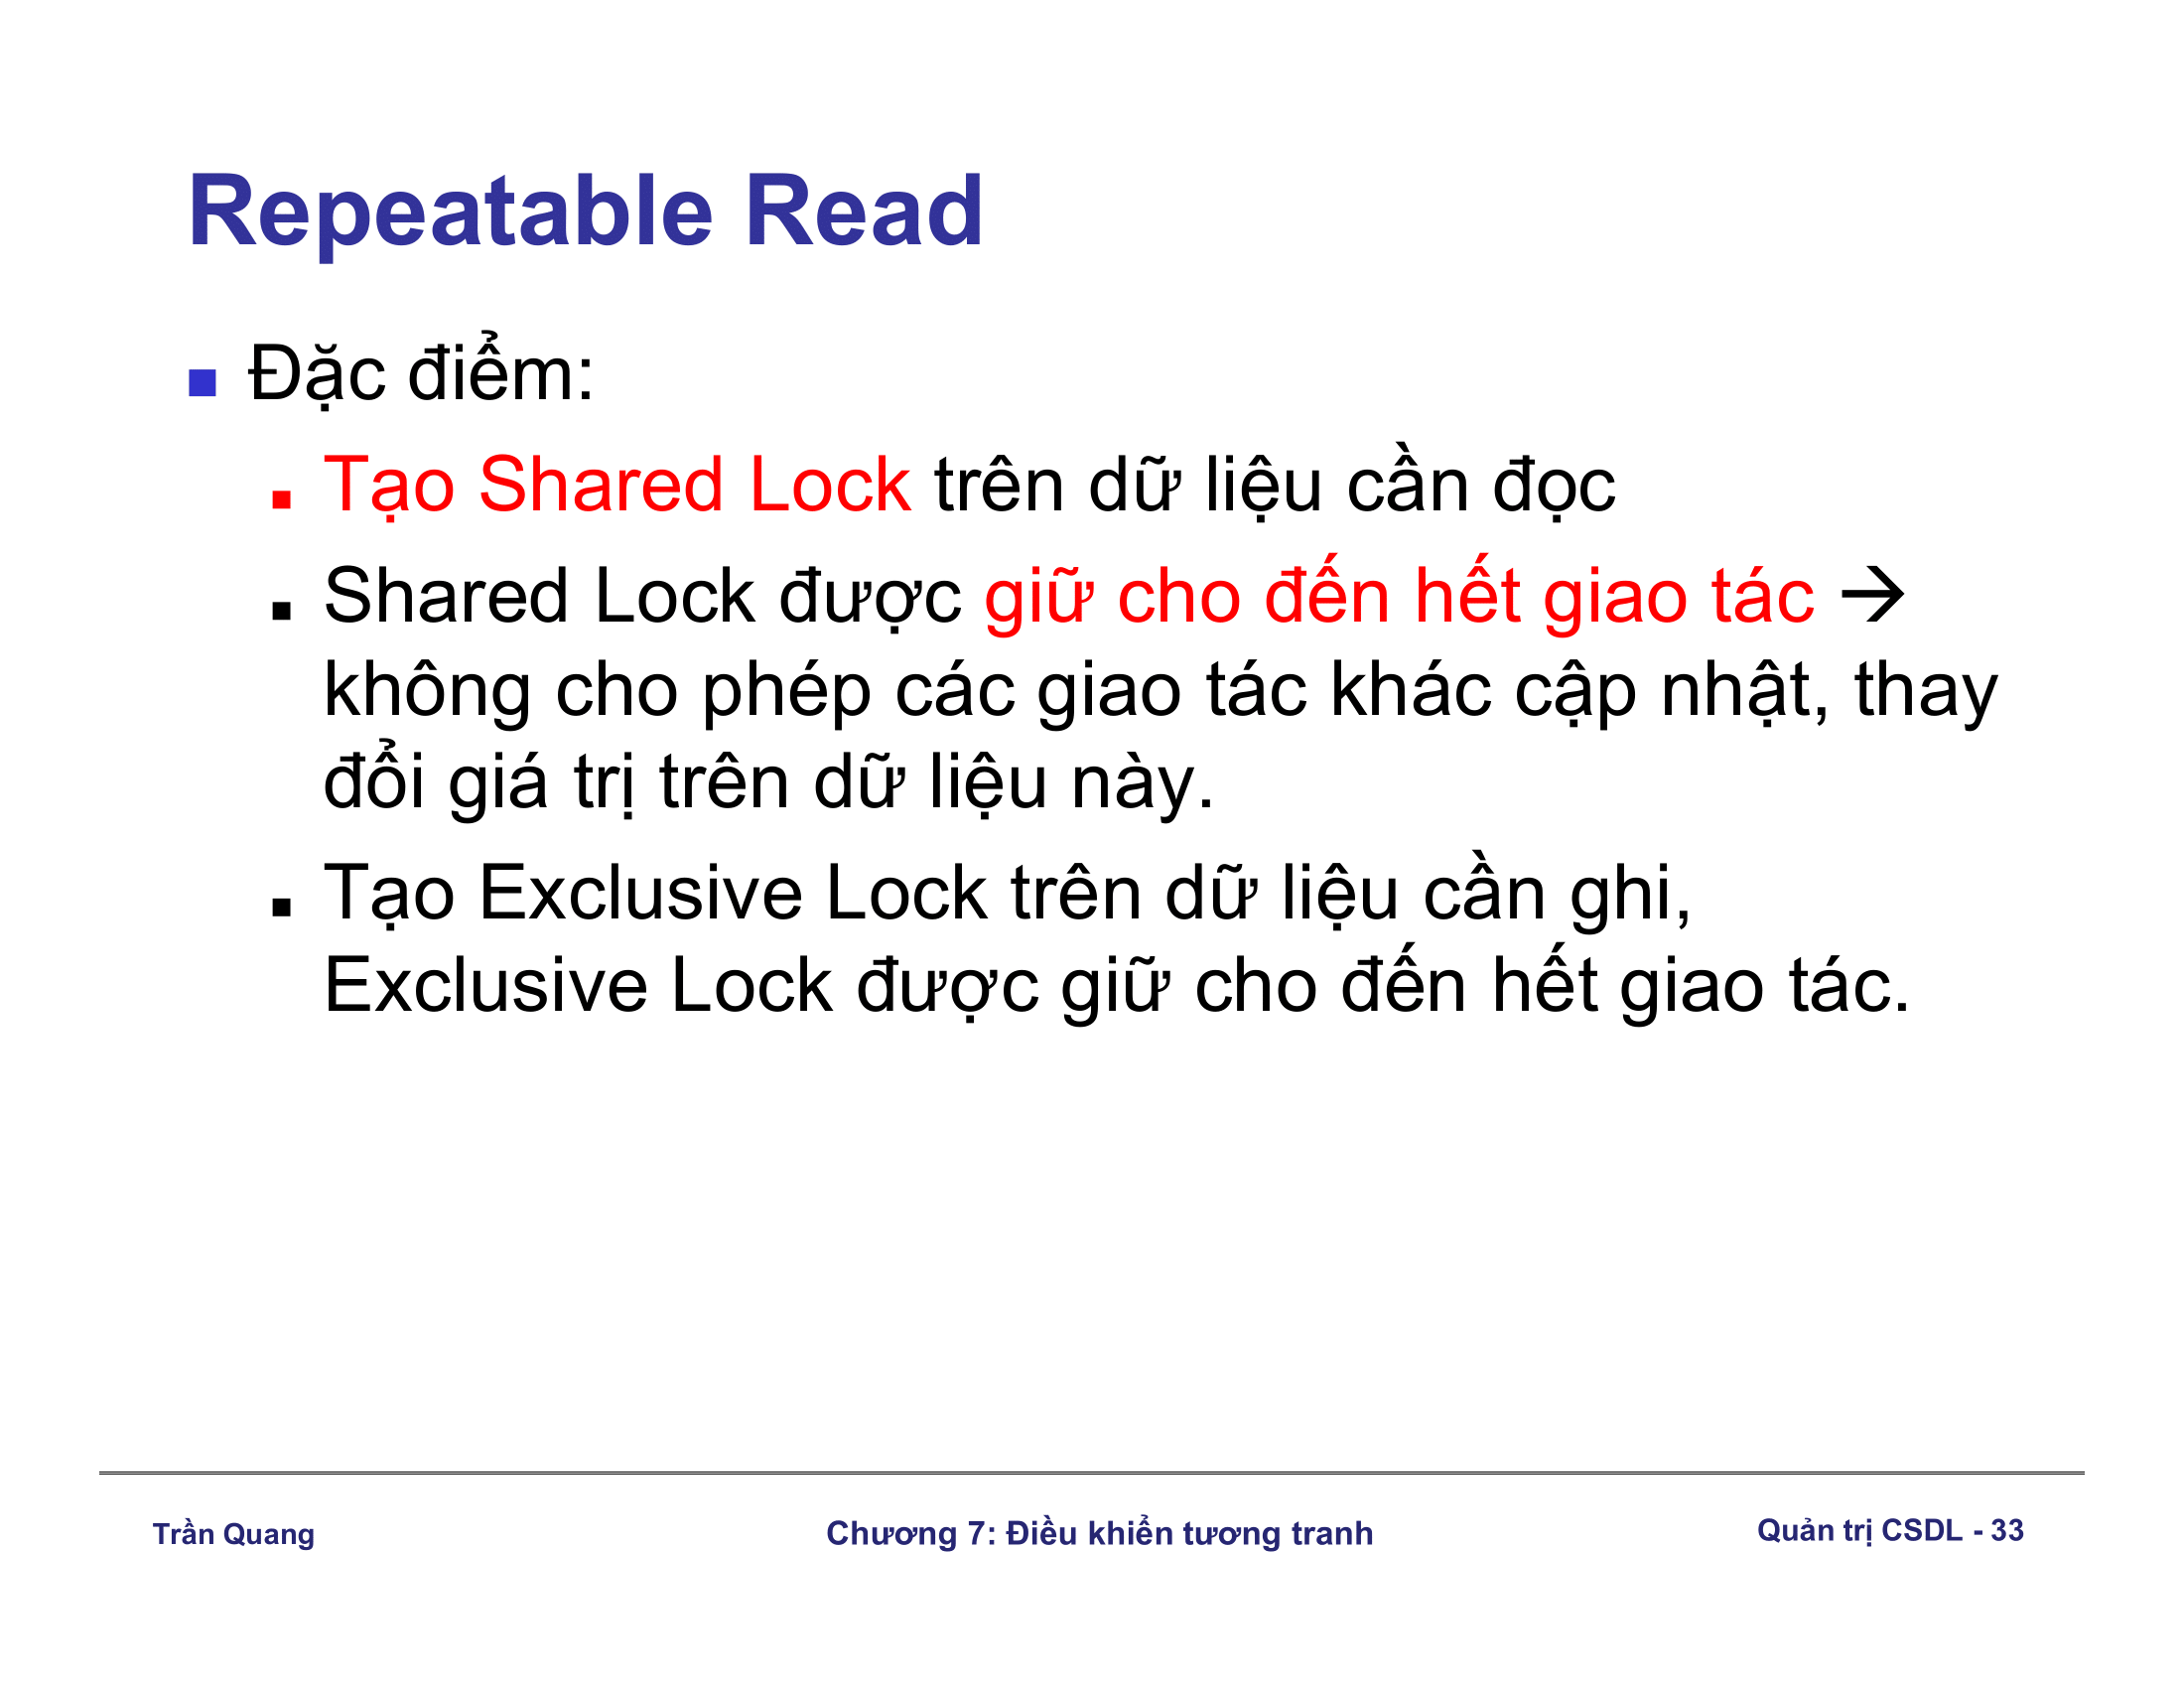 Repeatable Read
Đặc điểm:
Tạo Shared Lock trên dữ liệu cần đọc
Shared Lock được giữ cho đến hết giao tác →
không cho phép các giao tác khác cập nhật, thay
đổi giá trị trên dữ liệu này.
Tạo Exclusive Lock trên dữ liệu cần ghi,
Exclusive Lock được giữ cho đến hết giao tác.
Trần Quang
Chương 7: Điều khiển tương tranh
Quản trị CSDL - 33